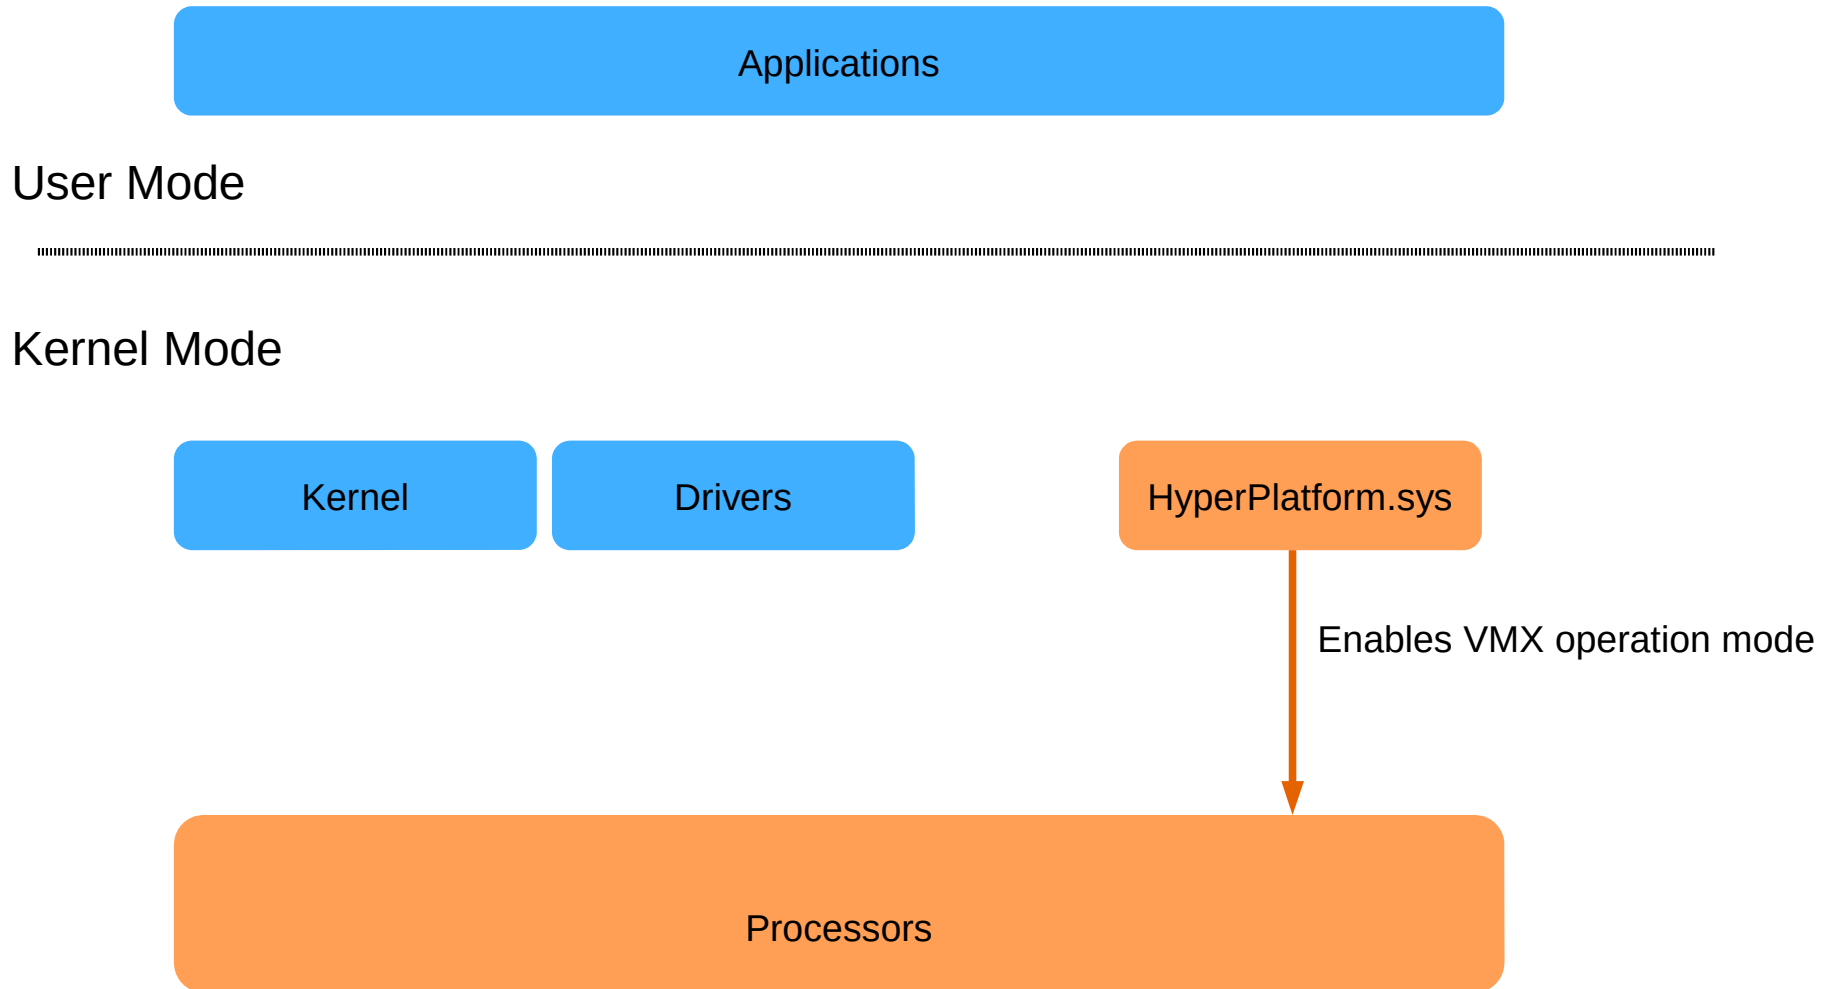 Applications
User Mode
Kernel Mode
Kernel
Drivers
HyperPlatform.sys
Enables VMX operation mode
Processors